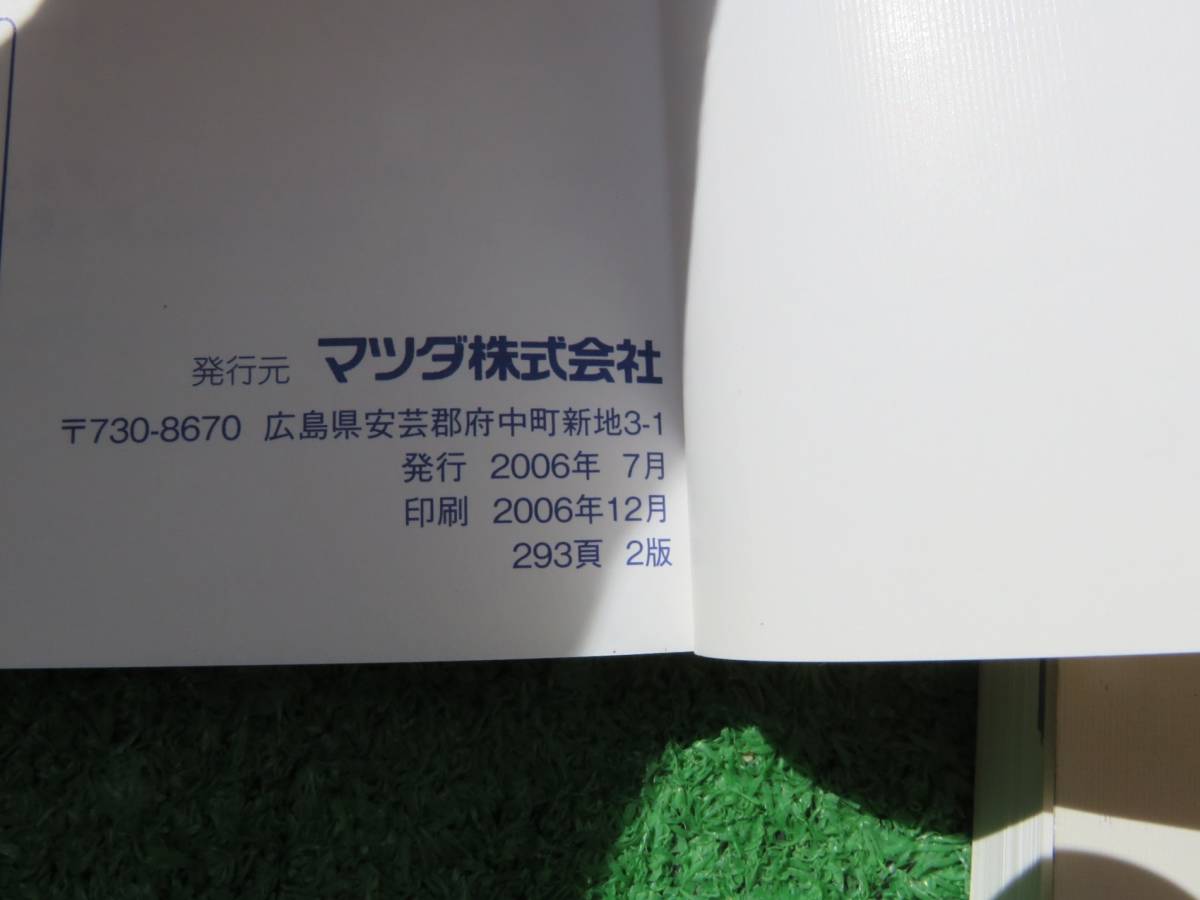 発行元 マツダ株式会社
〒730-8670 広島県安芸郡府中町新地3-1
発行 2006年 7月
印刷 2006年12月
293頁 2版